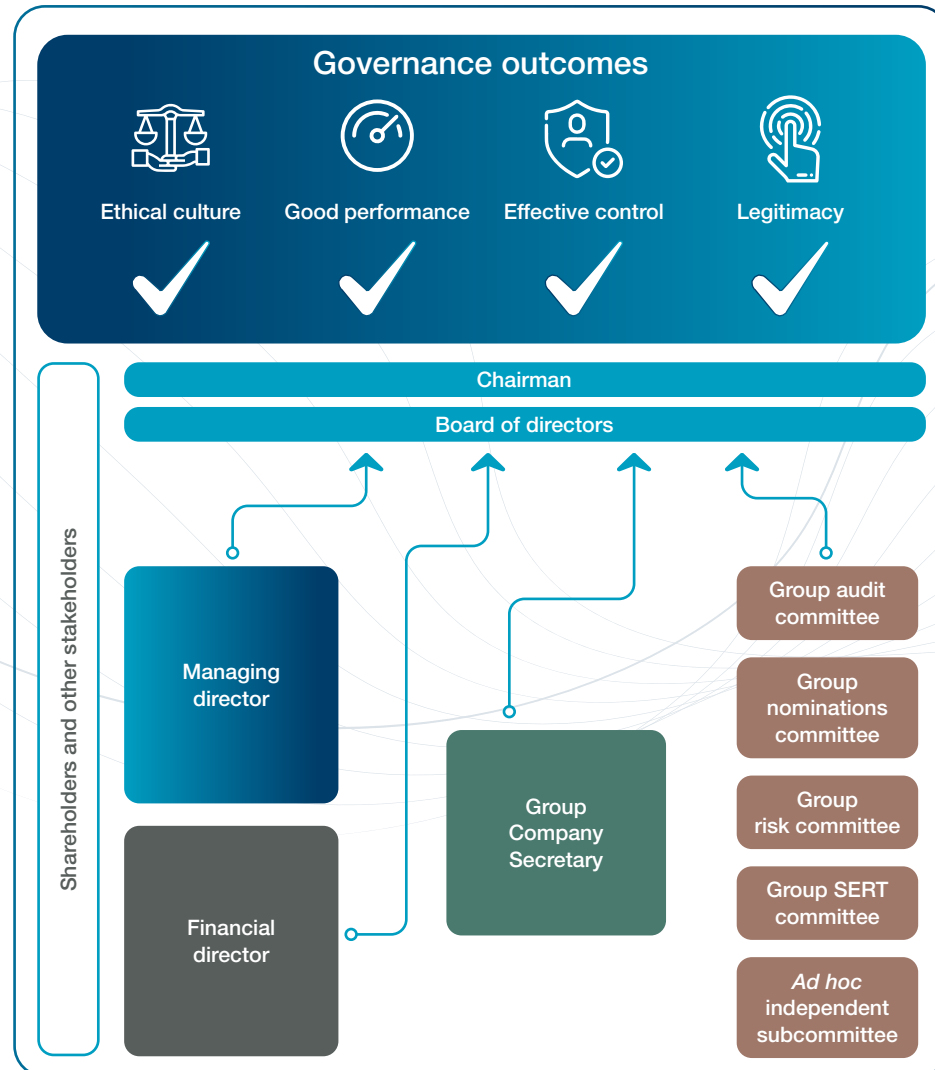 Governance outcomes
Ethical culture
Good performance
Effective control
Legitimacy
Chairman
Board of directors
Shareholders and other stakeholders
Managing
director
Financial
director
Group
Company
Secretary
Group audit
committee
Group
nominations
committee
Group
risk committee
Group SERT
committee
Ad hoc
independent
subcommittee